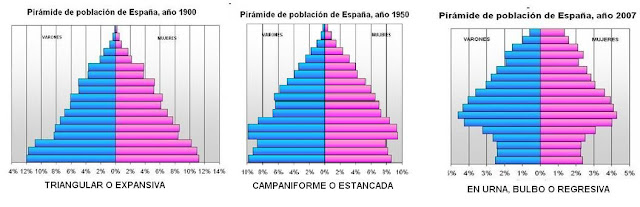 Pirámide de población de España, año 1900
VARONES
MUJERES
14% 12% 10% 8% 6% 4% 2% 0% 2% 4% 6% 8% 10% 12% 14%
TRIANGULAR O EXPANSIVA
Pirámide de población de España, año 1950
VARONES
MUJERES
10% 8% 6% 4% 2% 0% 2% 4% 6% 8% 10%
CAMPANIFORME O ESTANCADA
Pirámide de población de España, año 2007
VARONES
MUJERES
5% 4% 3% 2% 1% 0% 1% 2% 3% 4% 5%
EN URNA, BULBO O REGRESIVA